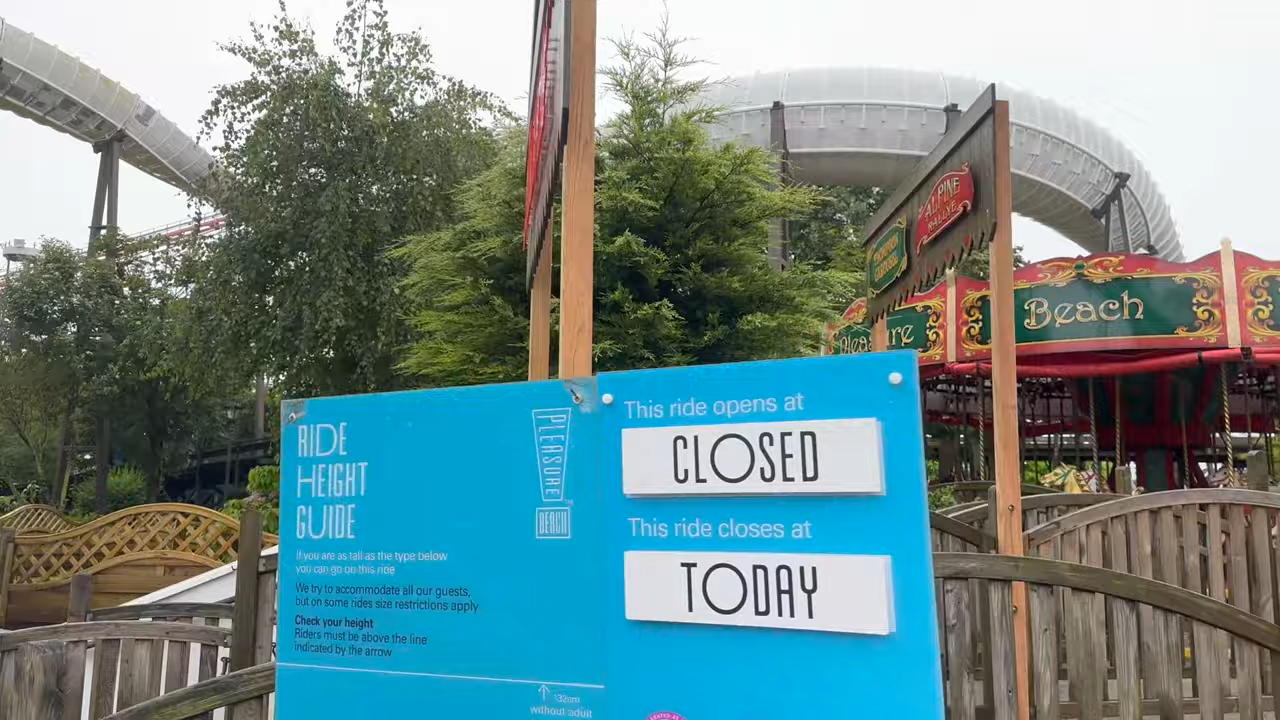 ALPINE
RALLYE
Pleasure
Beach
RIDE
HEIGHT
GUIDE
PLEASURE
BEACH
If you are as tall as the type below
you can go on this ride
We try to accommodate all our guests,
but on some rides size restrictions apply
Check your height
Riders must be above the line
indicated by the arrow
132cm
without adult
This ride opens at
CLOSED
This ride closes at
TODAY